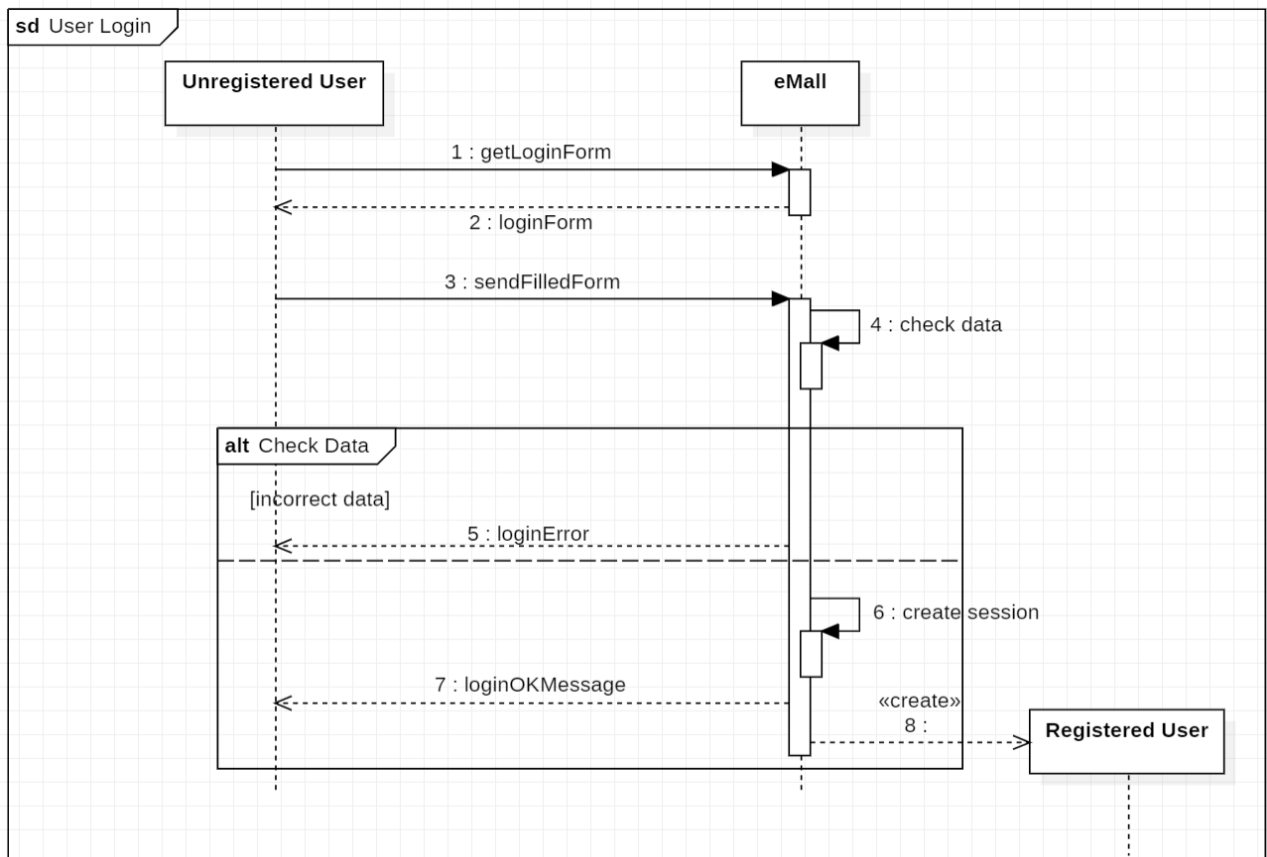 sd User Login
Unregistered User
eMall
1 : getLoginForm
2 : loginForm
3 : sendFilledForm
4 : check data
alt Check Data
[incorrect data]
5 : loginError
6 : create session
7 : loginOKMessage
«create»
8 :
Registered User